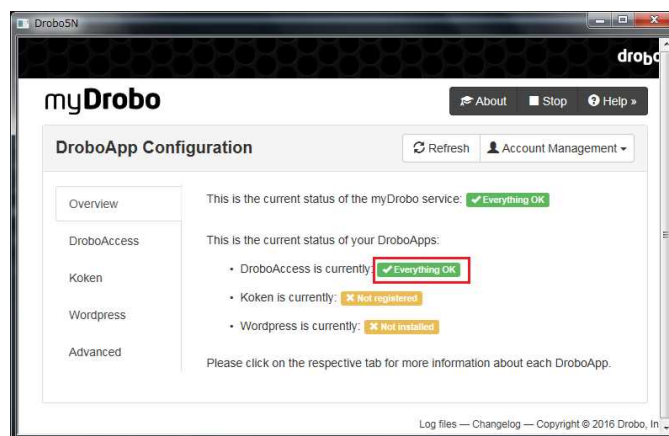 Drobo5N
drobo
myDrobo
About Stop Help »
DroboApp Configuration
Refresh Account Management
Overview
This is the current status of the myDrobo service: Everything OK
DroboAccess
This is the current status of your DroboApps:
• DroboAccess is currently: Everything OK
Koken
• Koken is currently: Not registered
Wordpress
• Wordpress is currently: Not installed
Advanced
Please click on the respective tab for more information about each DroboApp.
Log files — Changelog — Copyright © 2016 Drobo, In